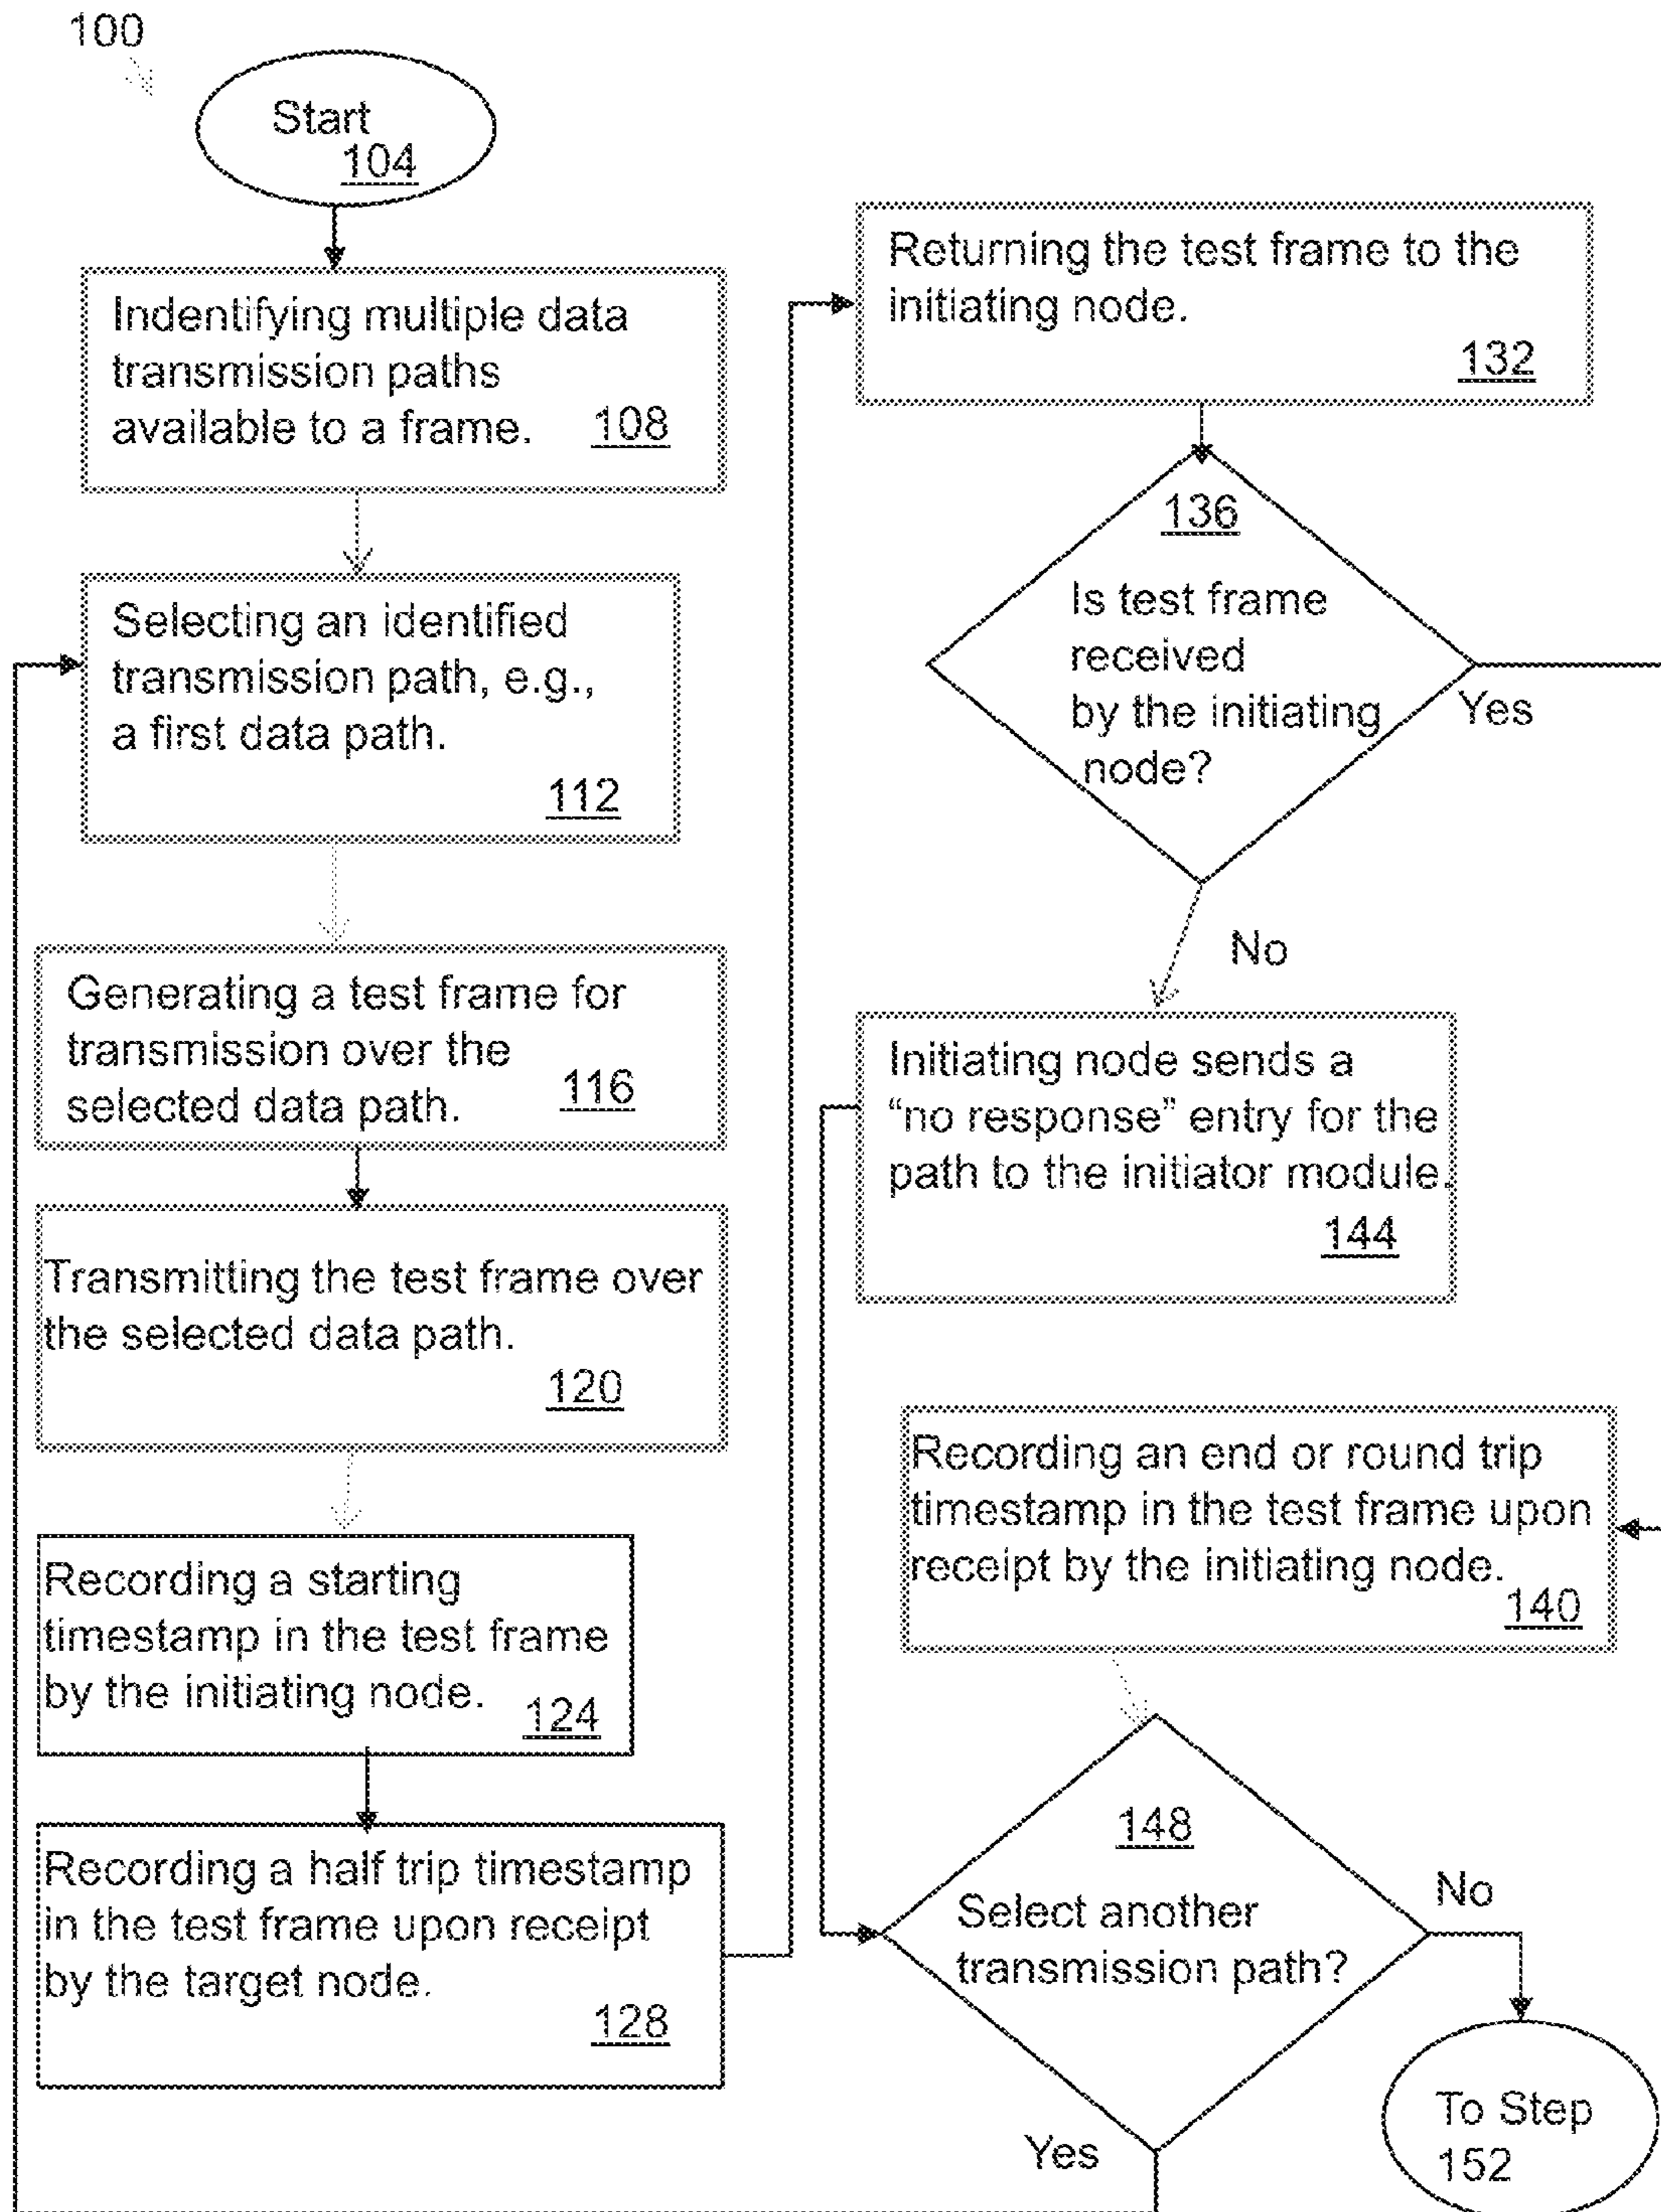 100
Start
104
Indentifying multiple data
transmission paths
available to a frame. 108
Selecting an identified
transmission path, e.g.,
a first data path.
112
Generating a test frame for
transmission over the
selected data path. 116
Transmitting the test frame over
the selected data path.
120
Recording a starting
timestamp in the test frame
by the initiating node. 124
Recording a half trip timestamp
in the test frame upon receipt
by the target node.
128
Returning the test frame to the
initiating node.
132
136
Is test frame
received
by the initiating
node?
Yes
No
Initiating node sends a
“no response” entry for the
path to the initiator module.
144
Recording an end or round trip
timestamp in the test frame upon
receipt by the initiating node.
140
148
Select another
transmission path?
No
Yes
To Step
152